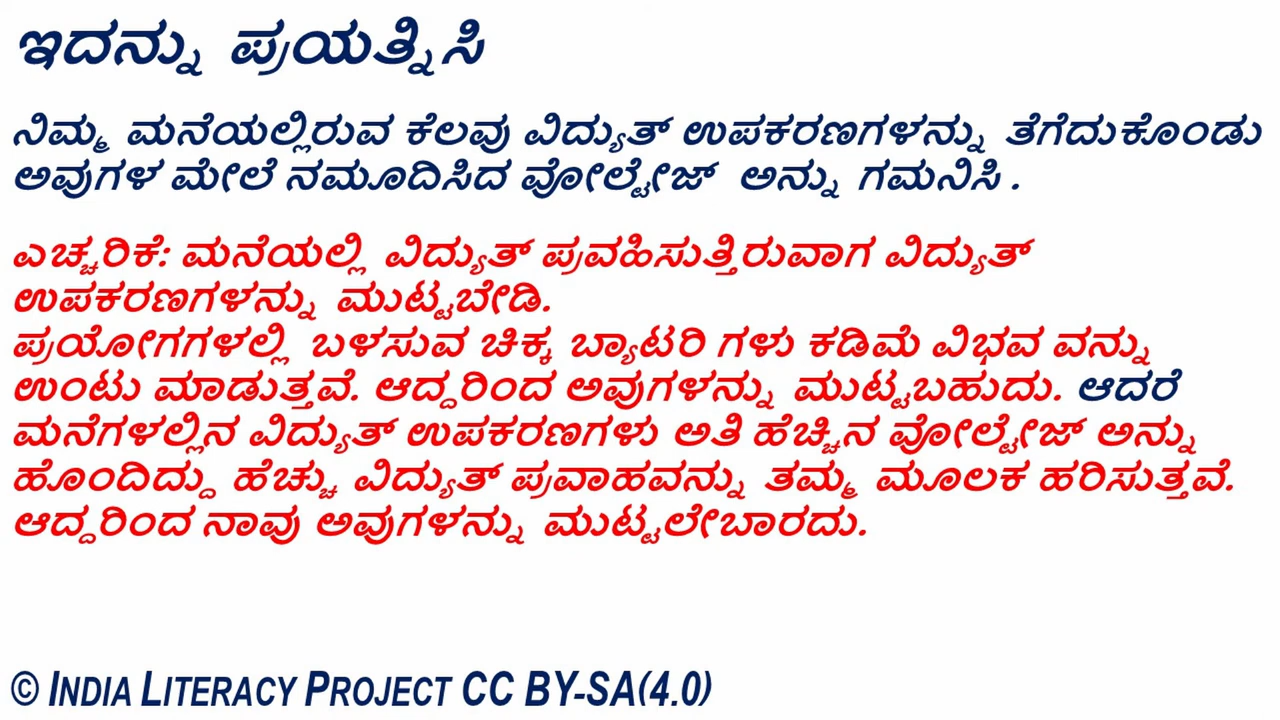 ಇದನ್ನು ಪ್ರಯತ್ನಿಸಿ
ನಿಮ್ಮ ಮನೆಯಲ್ಲಿರುವ ಕೆಲವು ವಿದ್ಯುತ್ ಉಪಕರಣಗಳನ್ನು ತೆಗೆದುಕೊಂಡು
ಅವುಗಳ ಮೇಲೆ ನಮೂದಿಸಿದ ವೋಲ್ಟೇಜ್ ಅನ್ನು ಗಮನಿಸಿ .
ಎಚ್ಚರಿಕೆ: ಮನೆಯಲ್ಲಿ ವಿದ್ಯುತ್ ಪ್ರವಹಿಸುತ್ತಿರುವಾಗ ವಿದ್ಯುತ್
ಉಪಕರಣಗಳನ್ನು ಮುಟ್ಟಬೇಡಿ.
ಪ್ರಯೋಗಗಳಲ್ಲಿ ಬಳಸುವ ಚಿಕ್ಕ ಬ್ಯಾಟರಿ ಗಳು ಕಡಿಮೆ ವಿಭವ ವನ್ನು
ಉಂಟು ಮಾಡುತ್ತವೆ. ಆದ್ದರಿಂದ ಅವುಗಳನ್ನು ಮುಟ್ಟಬಹುದು. ಆದರೆ
ಮನೆಗಳಲ್ಲಿನ ವಿದ್ಯುತ್ ಉಪಕರಣಗಳು ಅತಿ ಹೆಚ್ಚಿನ ವೋಲ್ಟೇಜ್ ಅನ್ನು
ಹೊಂದಿದ್ದು ಹೆಚ್ಚು ವಿದ್ಯುತ್ ಪ್ರವಾಹವನ್ನು ತಮ್ಮ ಮೂಲಕ ಹರಿಸುತ್ತವೆ.
ಆದ್ದರಿಂದ ನಾವು ಅವುಗಳನ್ನು ಮುಟ್ಟಲೇಬಾರದು.
© INDIA LITERACY PROJECT CC BY-SA(4.0)